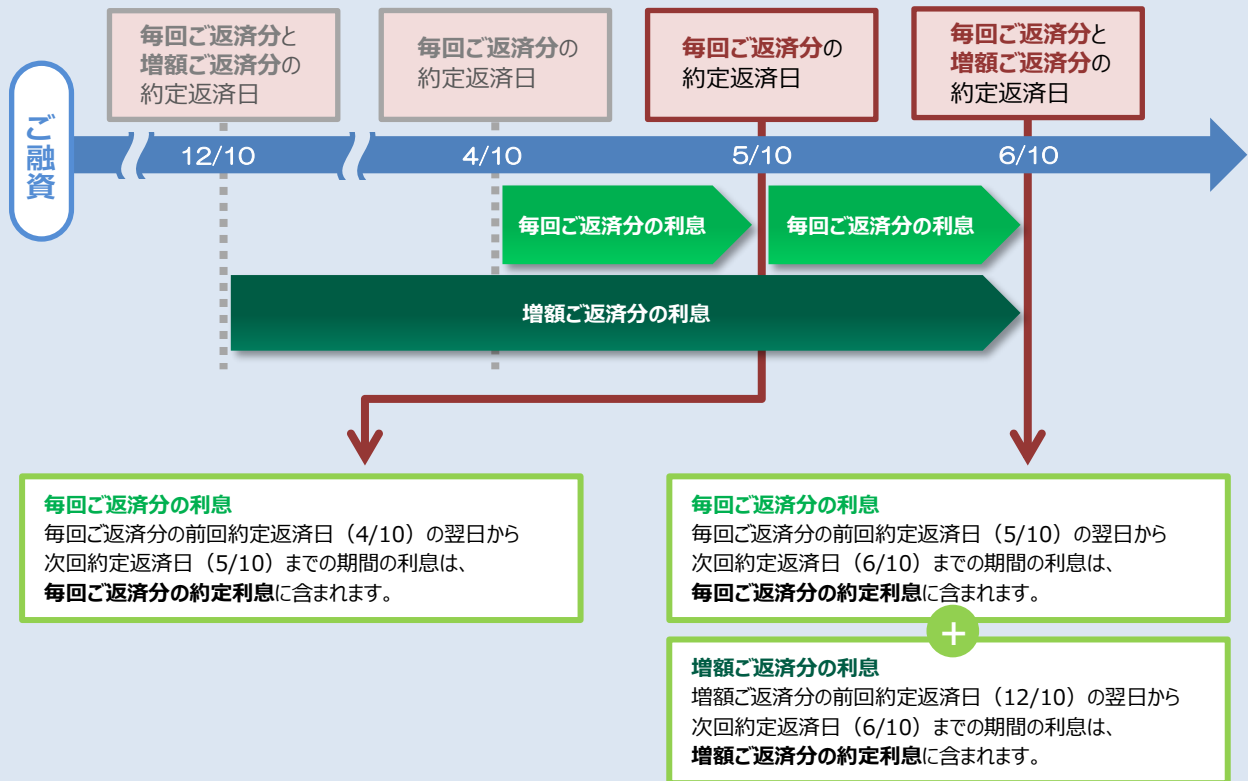 毎回ご返済分と
増額ご返済分の
約定返済日
毎回ご返済分の
約定返済日
毎回ご返済分の
約定返済日
毎回ご返済分と
増額ご返済分の
約定返済日
ご融資
12/10
4/10
5/10
6/10
毎回ご返済分の利息
毎回ご返済分の利息
増額ご返済分の利息
毎回ご返済分の利息
毎回ご返済分の前回約定返済日（4/10）の翌日から
次回約定返済日（5/10）までの期間の利息は、
毎回ご返済分の約定利息に含まれます。
毎回ご返済分の利息
毎回ご返済分の前回約定返済日（5/10）の翌日から
次回約定返済日（6/10）までの期間の利息は、
毎回ご返済分の約定利息に含まれます。
+
増額ご返済分の利息
増額ご返済分の前回約定返済日（12/10）の翌日から
次回約定返済日（6/10）までの期間の利息は、
増額ご返済分の約定利息に含まれます。